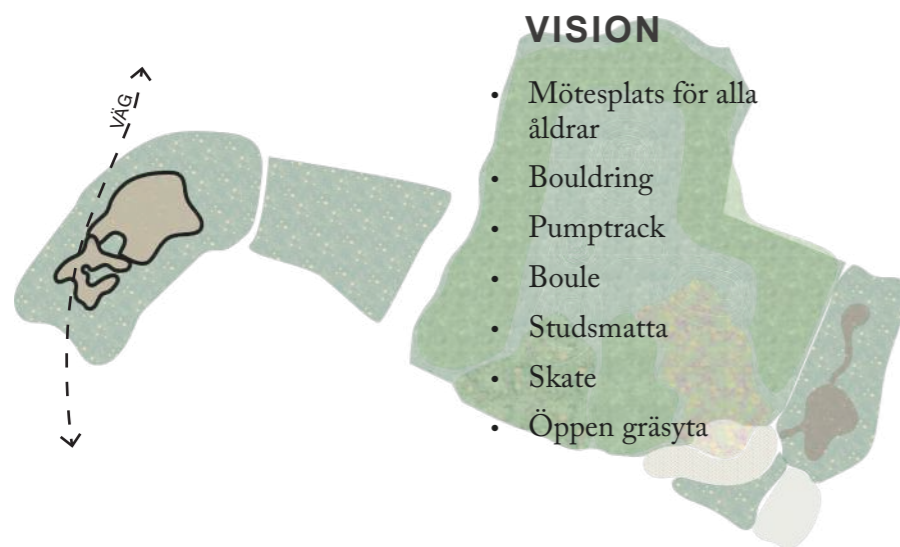 VISION
VÄG
• Mötesplats för alla
åldrar
• Bouldring
• Pumptrack
• Boule
• Studsmatta
• Skate
• Öppen gräsyta